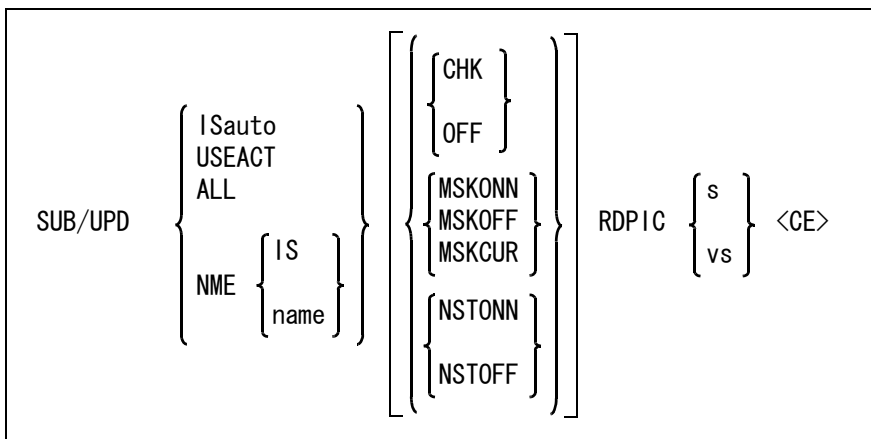 SUB/UPD
ISauto
USEACT
ALL
NME
IS
name
CHK
OFF
MSKONN
MSKOFF
MSKCUR
NSTONN
NSTOFF
RDPIC
s
vs
<CE>